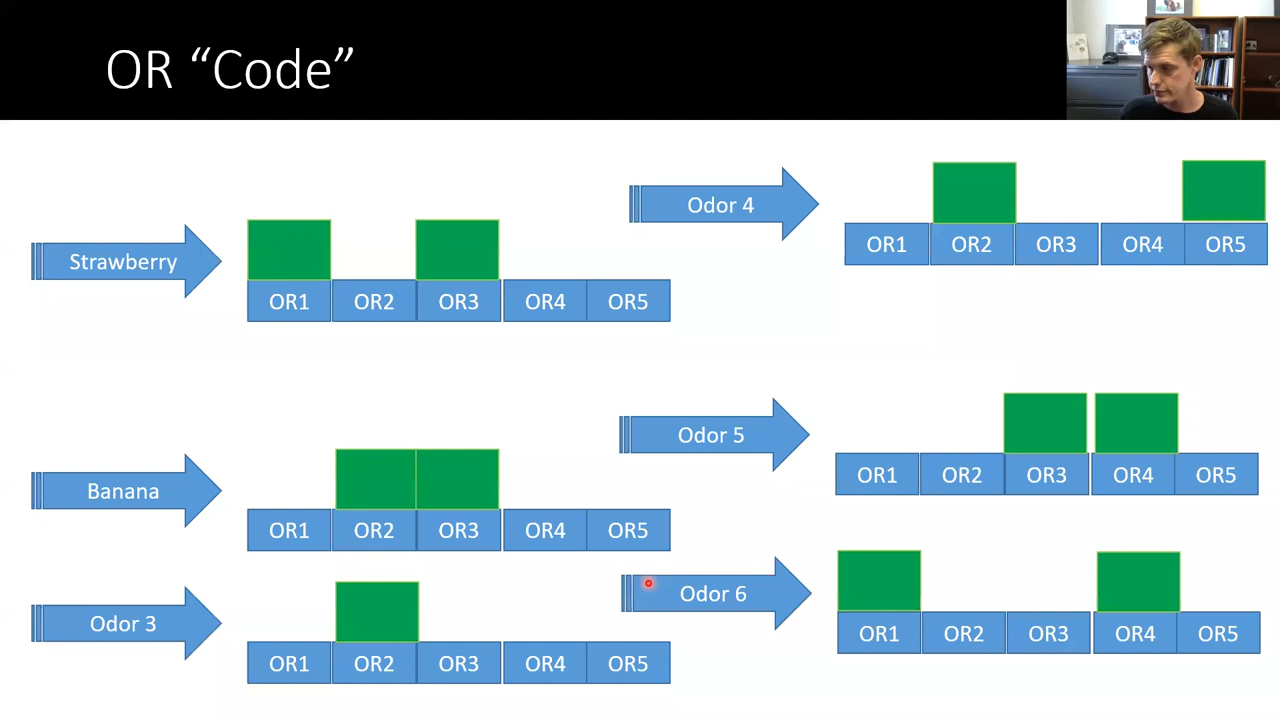 OR “Code”
Strawberry
OR1 OR2 OR3 OR4 OR5
Banana
OR1 OR2 OR3 OR4 OR5
Odor 3
OR1 OR2 OR3 OR4 OR5
Odor 4
OR1 OR2 OR3 OR4 OR5
Odor 5
OR1 OR2 OR3 OR4 OR5
Odor 6
OR1 OR2 OR3 OR4 OR5